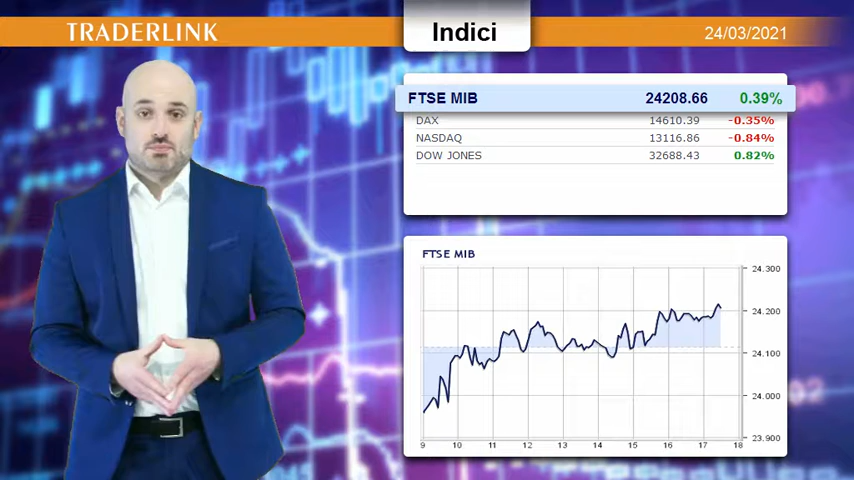 TRADERLINK
Indici
24/03/2021
FTSE MIB 24208.66 0.39%
DAX 14610.39 -0.35%
NASDAQ 13116.86 -0.84%
DOW JONES 32688.43 0.82%
FTSE MIB
24.300
24.200
24.100
24.000
23.900
9 10 11 12 13 14 15 16 17 18